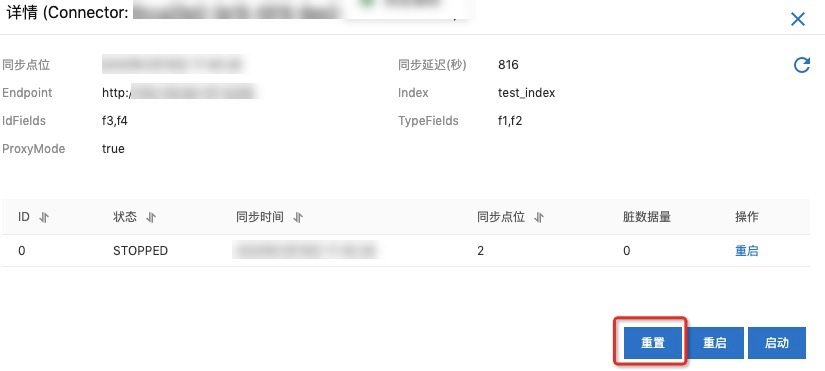 详情 (Connector:
同步点位 同步延迟(秒) 816
Endpoint http:/ Index test_index
IdFields f3,f4 TypeFields f1,f2
ProxyMode true
ID 状态 同步时间 同步点位 脏数据量 操作
0 STOPPED 2 0 重启
重置 重启 启动